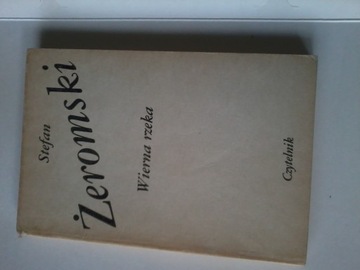 Stefan
Żeromski
Wierna rzeka
Czytelnik